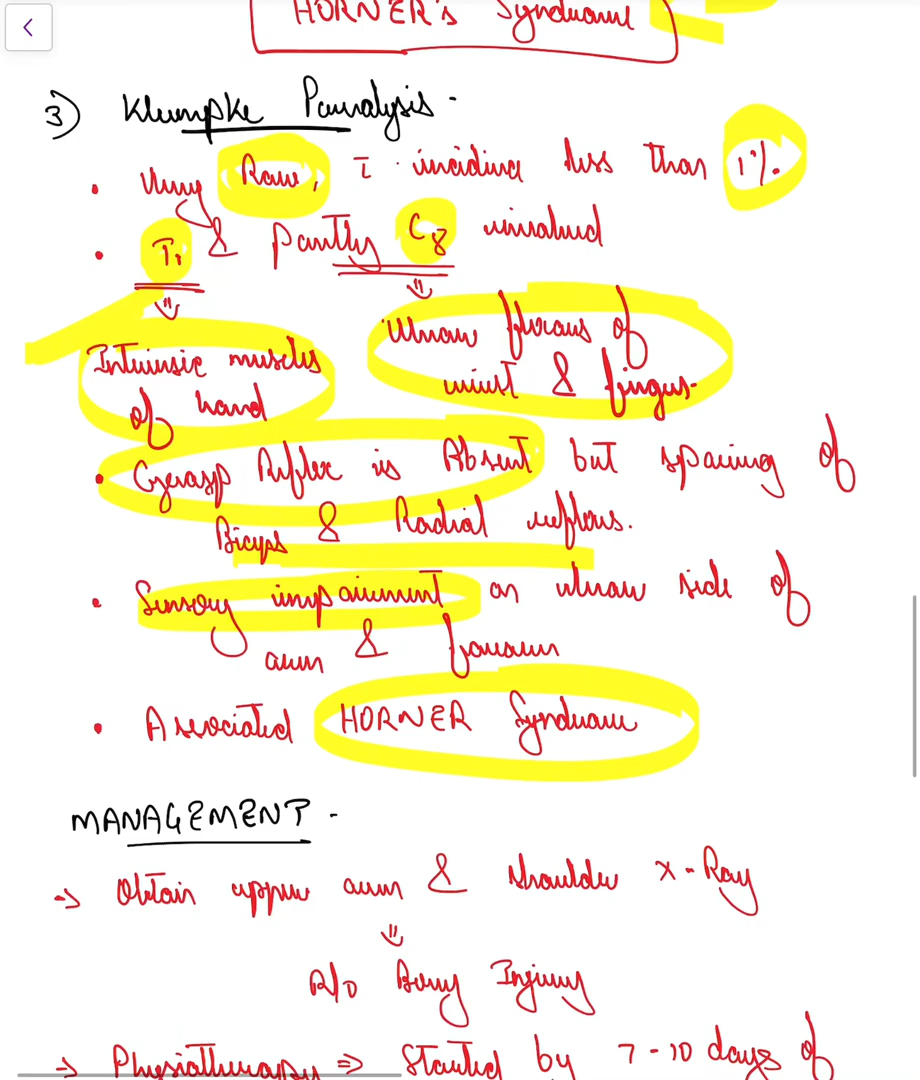 HORNER's Syndrome
3) Klumpke Paralysis -
• Very Rare, c incidence less than 1%.
• T₁ & Partly C₈ involved
⇓ ⇓
Intrinsic muscles Ulnar flexors of
of hand wrist & fingers.
• Grasp Reflex is Absent but sparing of
Biceps & Radial reflexes.
• Sensory impairment on ulnar side of
arm & forearm
• Associated HORNER Syndrome
MANAGEMENT -
→ Obtain upper arm & shoulder X-Ray
⇓
R/o Bony Injury
→ Physiotherapy ⇒ Started by 7-10 days of